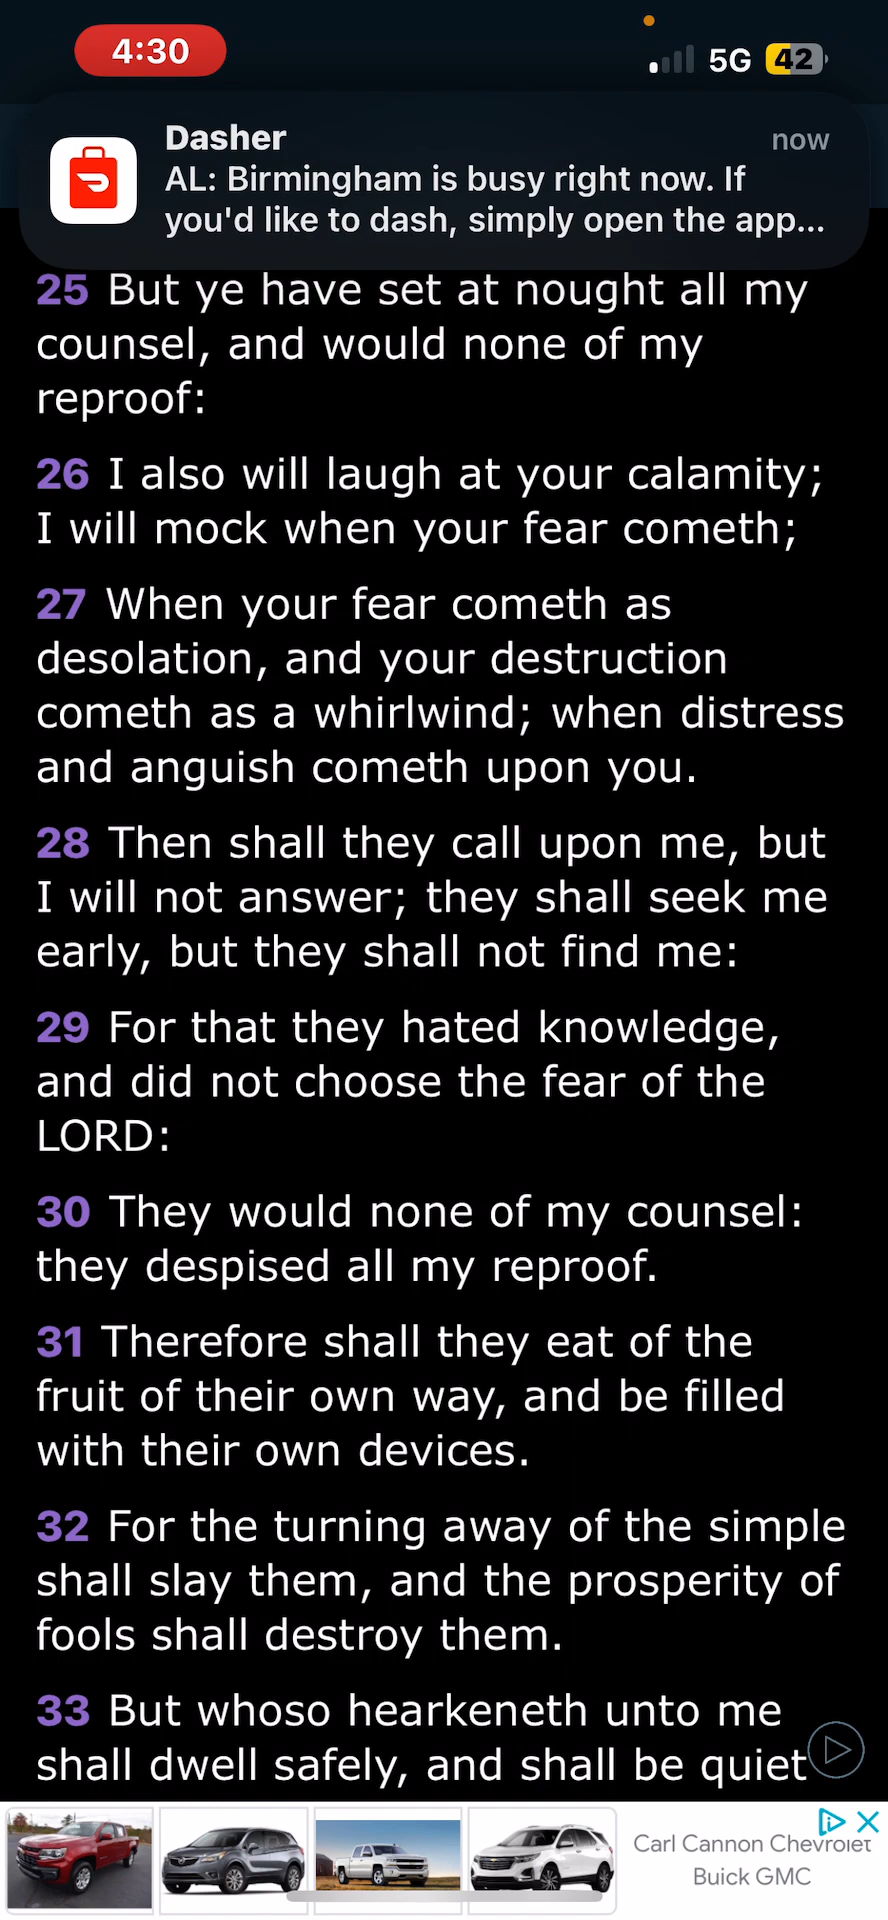 4:30
5G 42
Dasher
now
AL: Birmingham is busy right now. If
you'd like to dash, simply open the app...
25 But ye have set at nought all my
counsel, and would none of my
reproof:
26 I also will laugh at your calamity;
I will mock when your fear cometh;
27 When your fear cometh as
desolation, and your destruction
cometh as a whirlwind; when distress
and anguish cometh upon you.
28 Then shall they call upon me, but
I will not answer; they shall seek me
early, but they shall not find me:
29 For that they hated knowledge,
and did not choose the fear of the
LORD:
30 They would none of my counsel:
they despised all my reproof.
31 Therefore shall they eat of the
fruit of their own way, and be filled
with their own devices.
32 For the turning away of the simple
shall slay them, and the prosperity of
fools shall destroy them.
33 But whoso hearkeneth unto me
shall dwell safely, and shall be quiet
Carl Cannon Chevrolet
Buick GMC